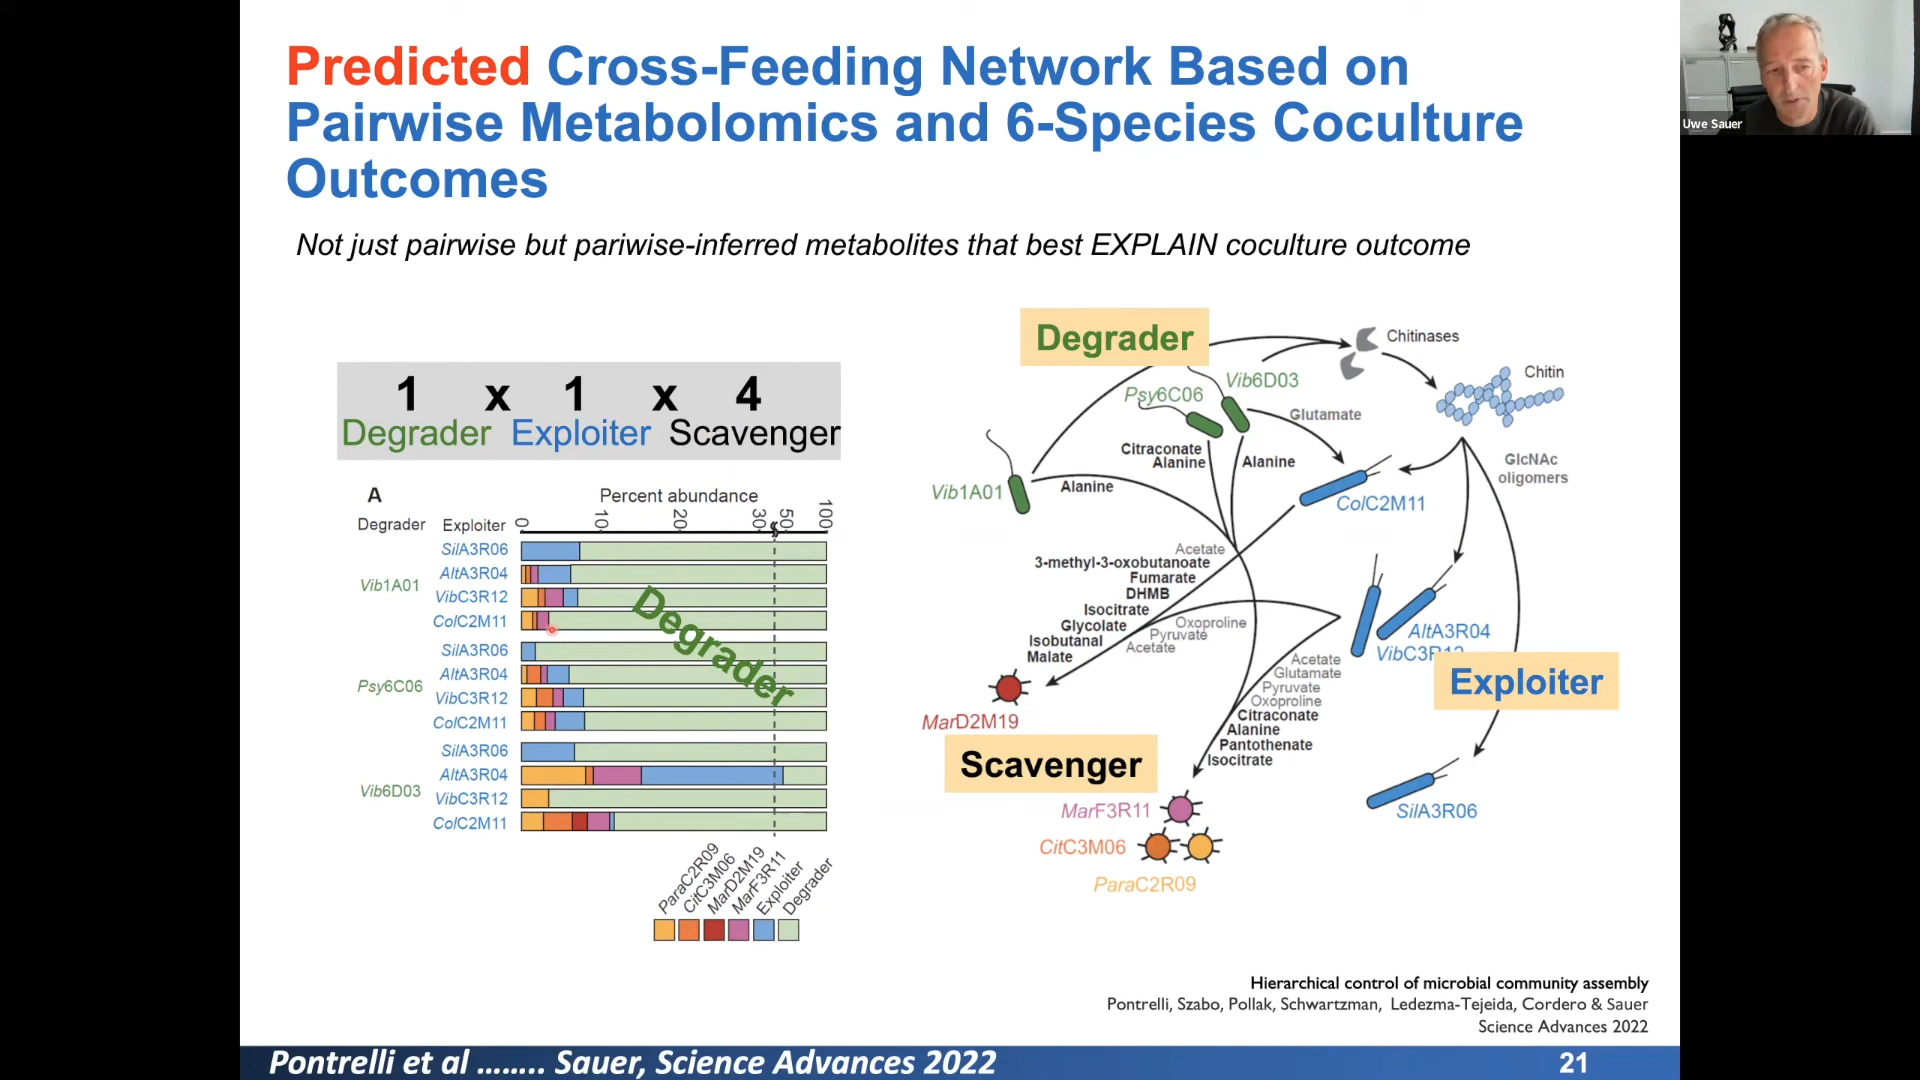 Predicted Cross-Feeding Network Based on
Pairwise Metabolomics and 6-Species Coculture
Outcomes
Uwe Sauer
Not just pairwise but pariwise-inferred metabolites that best EXPLAIN coculture outcome
1 x 1 x 4
Degrader Exploiter Scavenger
A
Percent abundance
Degrader Exploiter 0 10 20 30 50 100
Vib1A01
SilA3R06
AltA3R04
VibC3R12
ColC2M11
Psy6C06
SilA3R06
AltA3R04
VibC3R12
ColC2M11
Vib6D03
SilA3R06
AltA3R04
VibC3R12
ColC2M11
Degrader
ParaC2R09
CitC3M06
MarD2M19
MarF3R11
Exploiter
Degrader
Degrader
Chitinases
Chitin
Psy6C06
Vib6D03
Glutamate
Citraconate
Alanine
Alanine
GlcNAc
oligomers
Vib1A01
Alanine
ColC2M11
Acetate
3-methyl-3-oxobutanoate
Fumarate
DHMB
Isocitrate
Glycolate
Isobutanal
Malate
Oxoproline
Pyruvate
Acetate
AltA3R04
VibC3R12
Exploiter
Acetate
Glutamate
Pyruvate
Oxoproline
Citraconate
Alanine
Pantothenate
Isocitrate
MarD2M19
Scavenger
MarF3R11
CitC3M06
ParaC2R09
SilA3R06
Hierarchical control of microbial community assembly
Pontrelli, Szabo, Pollak, Schwartzman, Ledezma-Tejeida, Cordero & Sauer
Science Advances 2022
Pontrelli et al …….. Sauer, Science Advances 2022
21